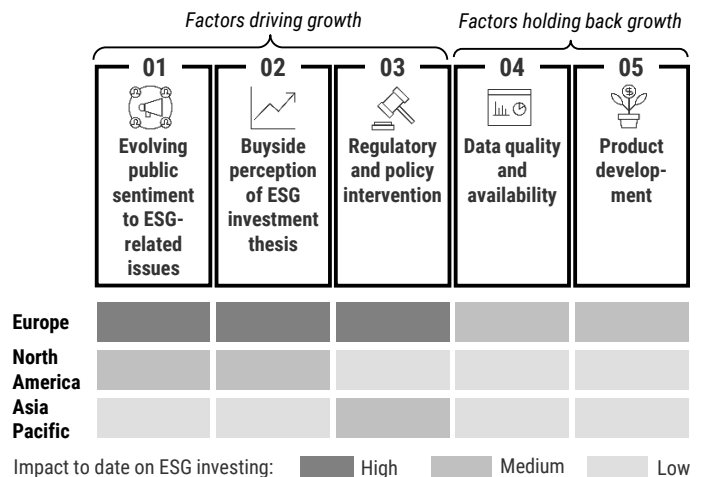 Factors driving growth
Factors holding back growth
01
Evolving
public
sentiment
to ESG-
related
issues
02
Buyside
perception
of ESG
investment
thesis
03
Regulatory
and policy
intervention
04
Data quality
and
availability
05
Product
develop-
ment
Europe
North
America
Asia
Pacific
Impact to date on ESG investing: High Medium Low